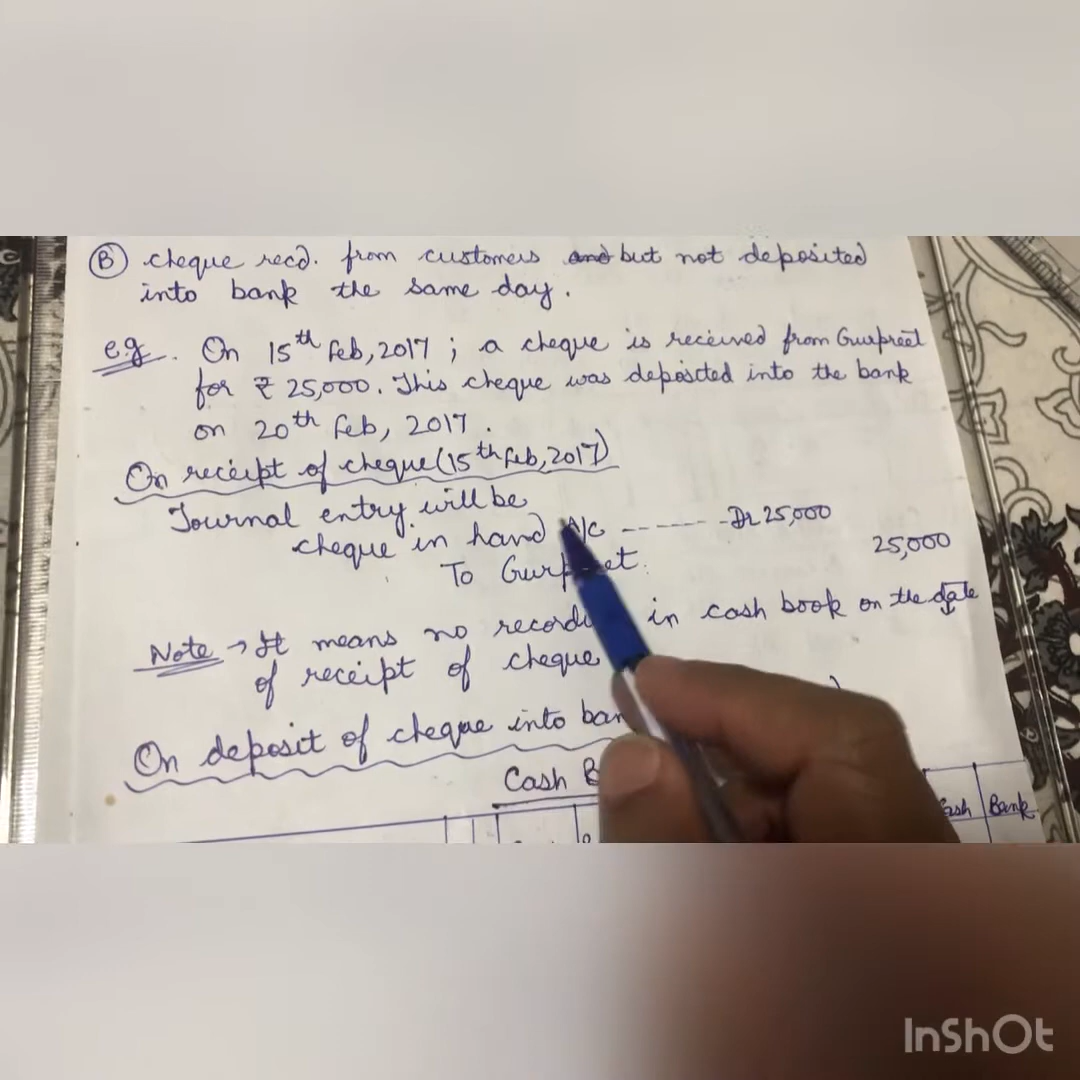 B cheque recd. from customers and but not deposited
into bank the same day.
e.g. On 15th Feb, 2017 ; a cheque is received from Gurpreet
for ₹ 25,000. This cheque was deposited into the bank
on 20th Feb, 2017.
On receipt of cheque (15th Feb, 2017)
Journal entry will be
cheque in hand A/c ------- Dr 25,000
To Gurp et. 25,000
Note → It means no recordi in cash book on the date
of receipt of cheque
On deposit of cheque into ban
Cash B
Cash Bank
InShOt